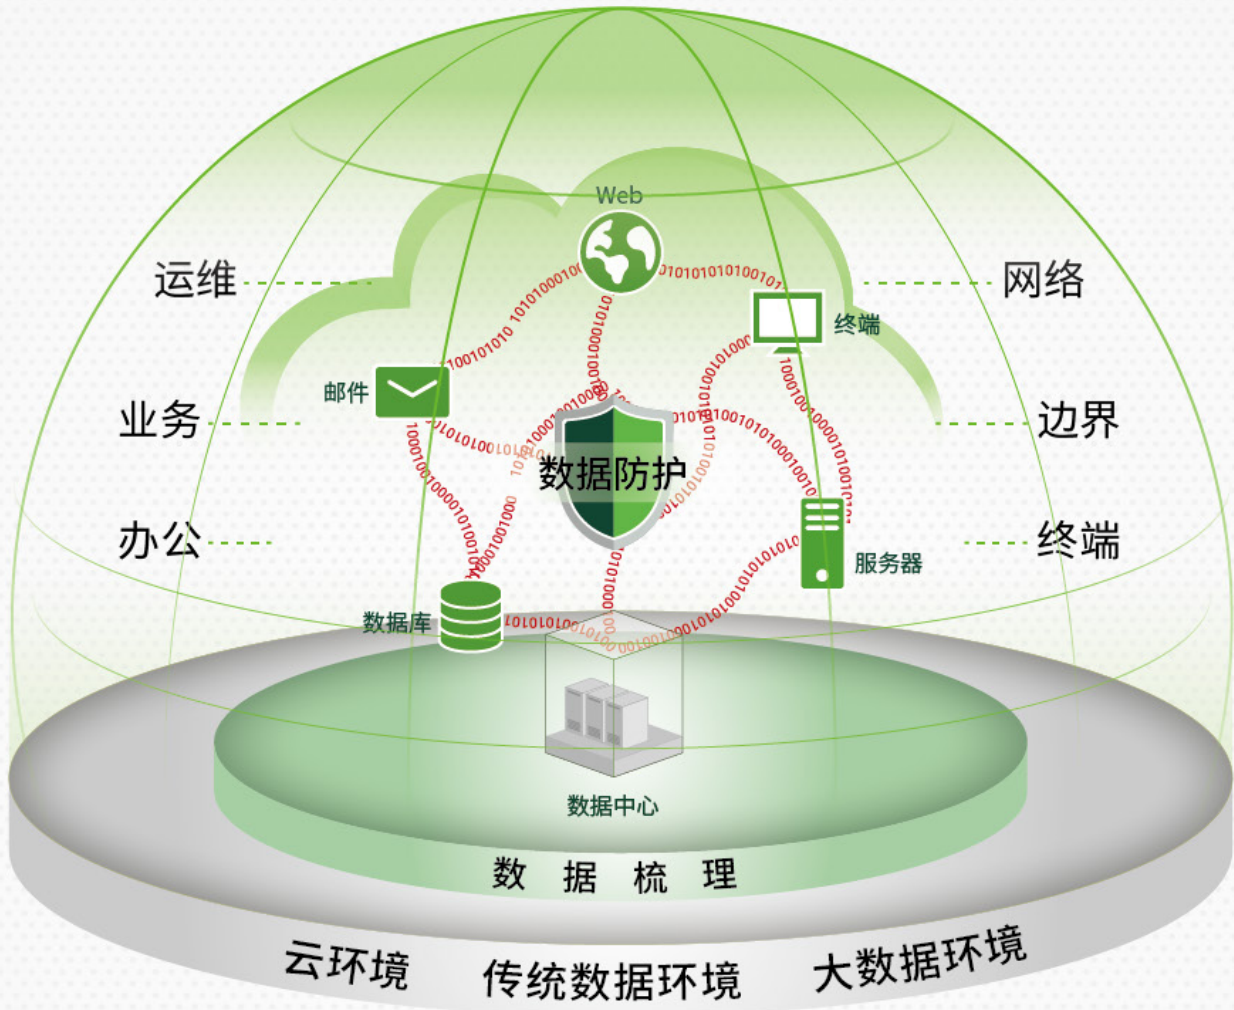 Web
运维
网络
终端
邮件
业务
边界
数据防护
办公
终端
服务器
数据库
数据中心
数据梳理
云环境
传统数据环境
大数据环境